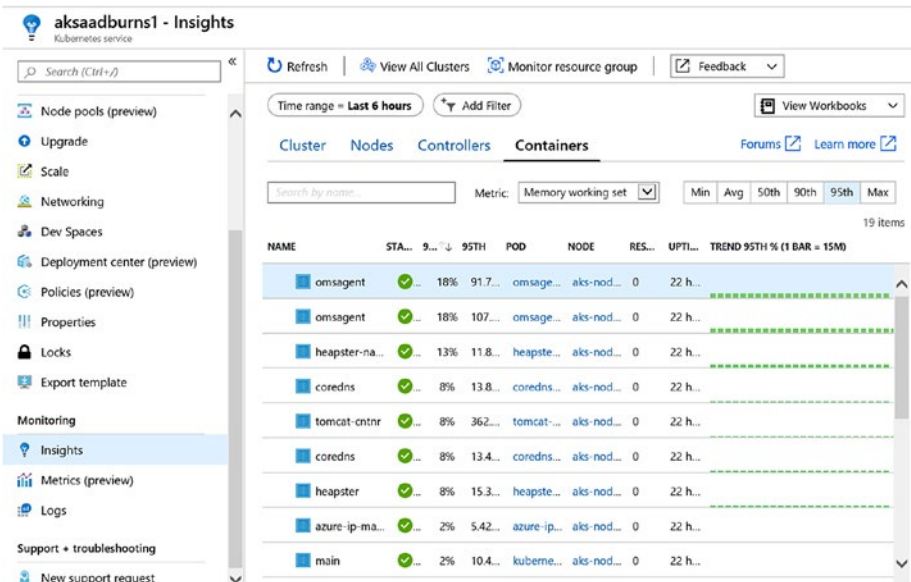 aksaadburns1 - Insights
Kubernetes service
Search (Ctrl+/)
«
Node pools (preview)
Upgrade
Scale
Networking
Dev Spaces
Deployment center (preview)
Policies (preview)
Properties
Locks
Export template
Monitoring
Insights
Metrics (preview)
Logs
Support + troubleshooting
New support request
Refresh View All Clusters Monitor resource group Feedback
Time range = Last 6 hours Add Filter View Workbooks
Cluster Nodes Controllers Containers Forums Learn more
Search by name... Metric: Memory working set Min Avg 50th 90th 95th Max
19 items
NAME STA... 9... ↑↓ 95TH POD NODE RES... UPTI... TREND 95TH % (1 BAR = 15M)
omsagent ... 18% 91.7... omsage... aks-nod... 0 22 h...
omsagent ... 18% 107.... omsage... aks-nod... 0 22 h...
heapster-na... ... 13% 11.8... heapste... aks-nod... 0 22 h...
coredns ... 8% 13.8... coredns... aks-nod... 0 22 h...
tomcat-cntnr ... 8% 362.... tomcat-... aks-nod... 0 22 h...
coredns ... 8% 13.4... coredns... aks-nod... 0 22 h...
heapster ... 8% 15.3... heapste... aks-nod... 0 22 h...
azure-ip-ma... ... 2% 5.42... azure-ip... aks-nod... 0 22 h...
main ... 2% 10.4... kuberne... aks-nod... 0 22 h...